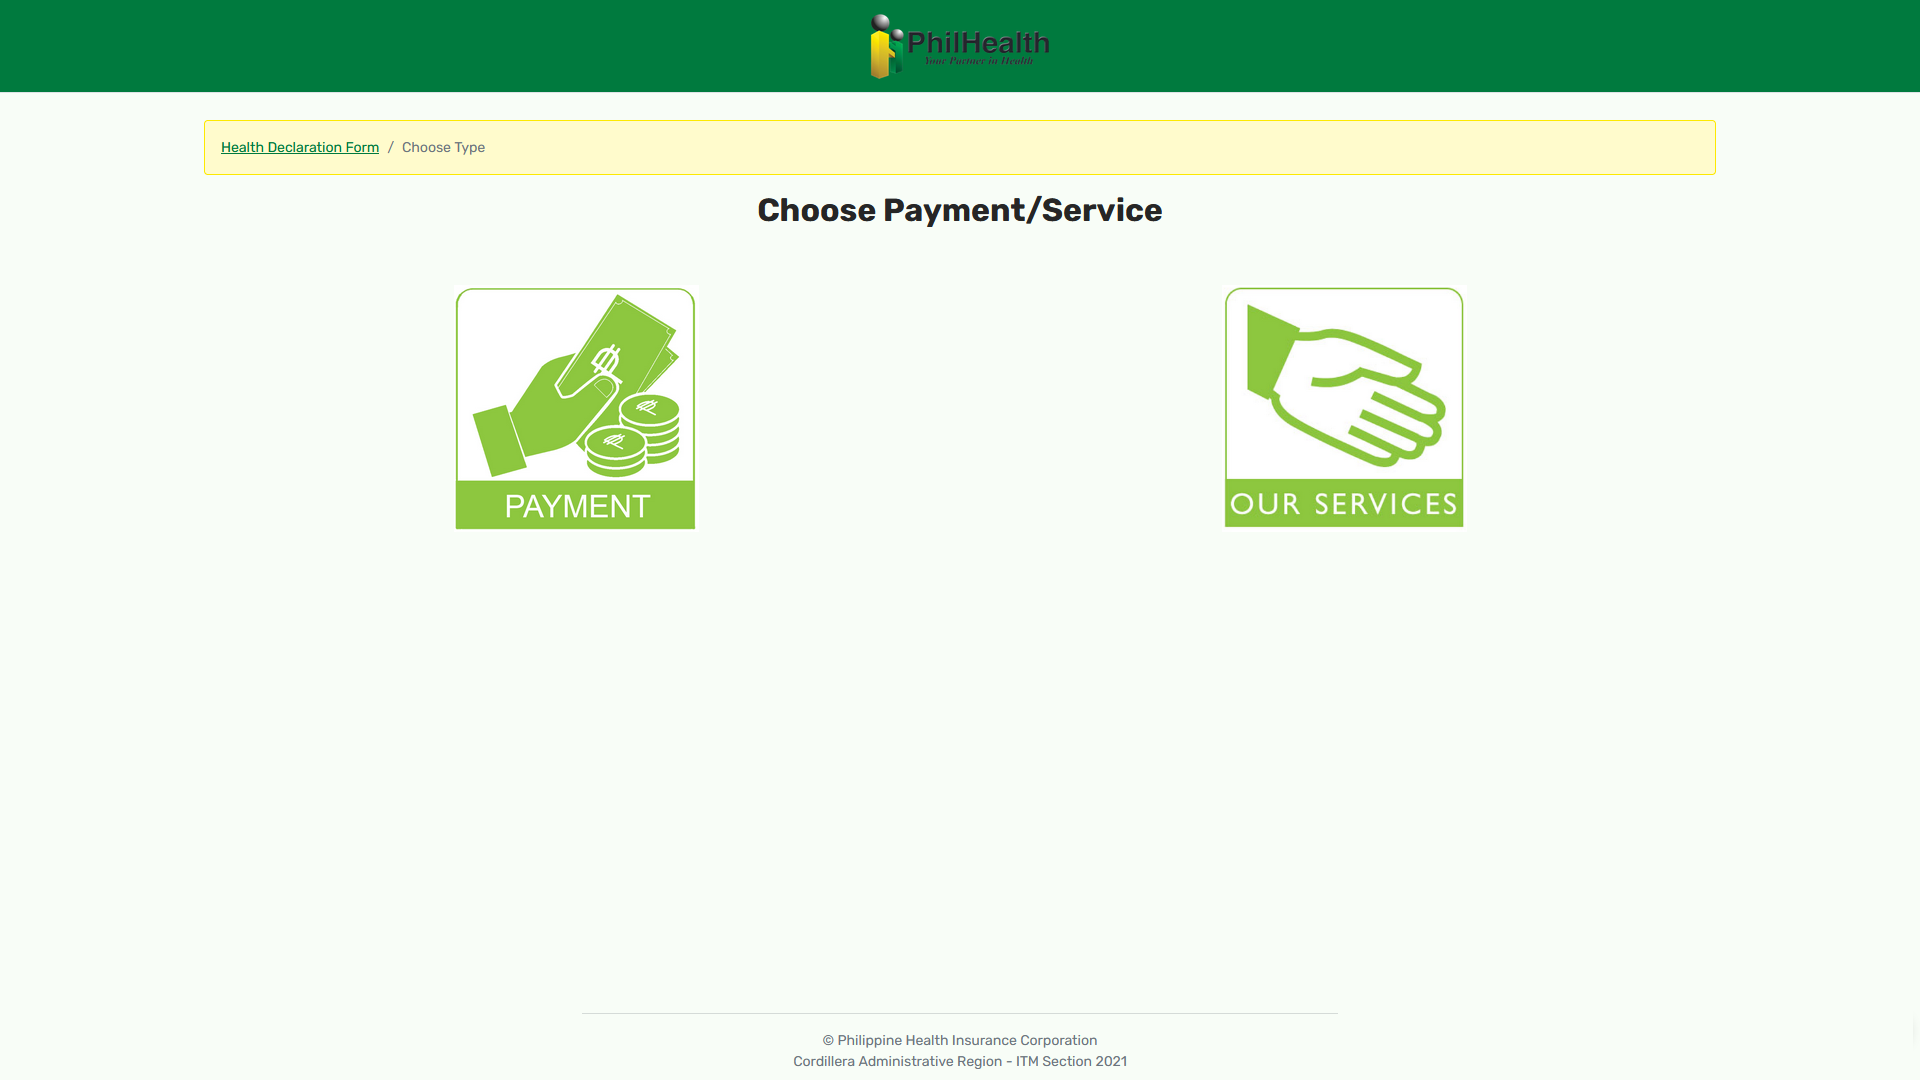 PhilHealth
Your Partner in Health
Health Declaration Form / Choose Type
Choose Payment/Service
PAYMENT
OUR SERVICES
© Philippine Health Insurance Corporation
Cordillera Administrative Region - ITM Section 2021